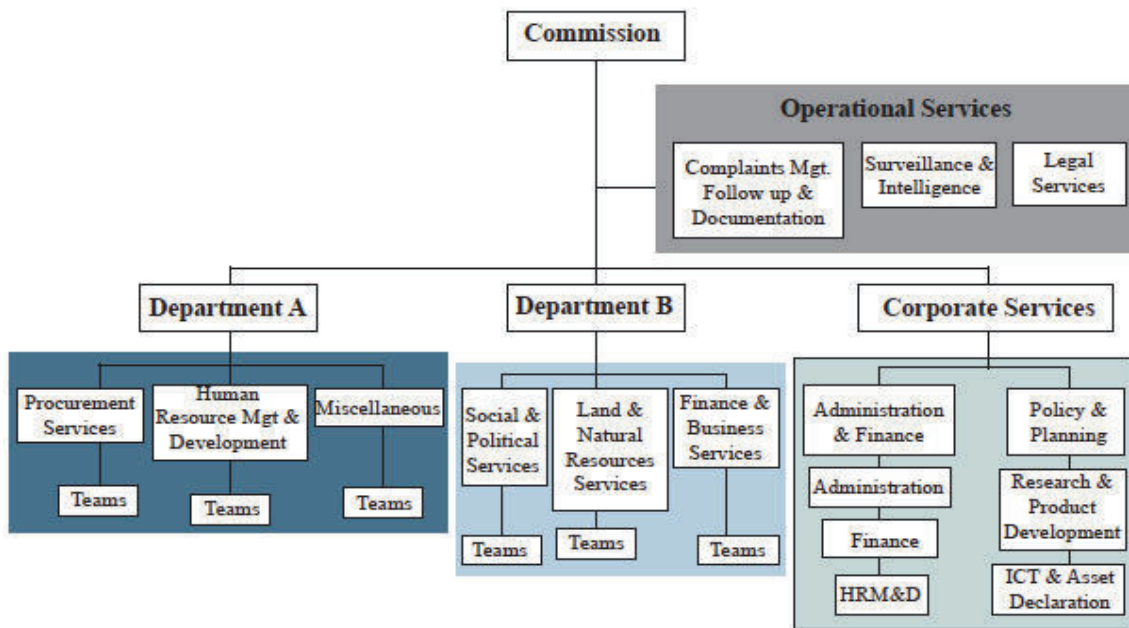 Commission
Operational Services
Complaints Mgt.
Follow up &
Documentation
Surveillance &
Intelligence
Legal
Services
Department A
Department B
Corporate Services
Procurement
Services
Human
Resource Mgt &
Development
Miscellaneous
Teams
Teams
Teams
Social &
Political
Services
Land &
Natural
Resources
Services
Finance &
Business
Services
Teams
Teams
Teams
Administration
& Finance
Administration
Finance
HRM&D
Policy &
Planning
Research &
Product
Development
ICT & Asset
Declaration